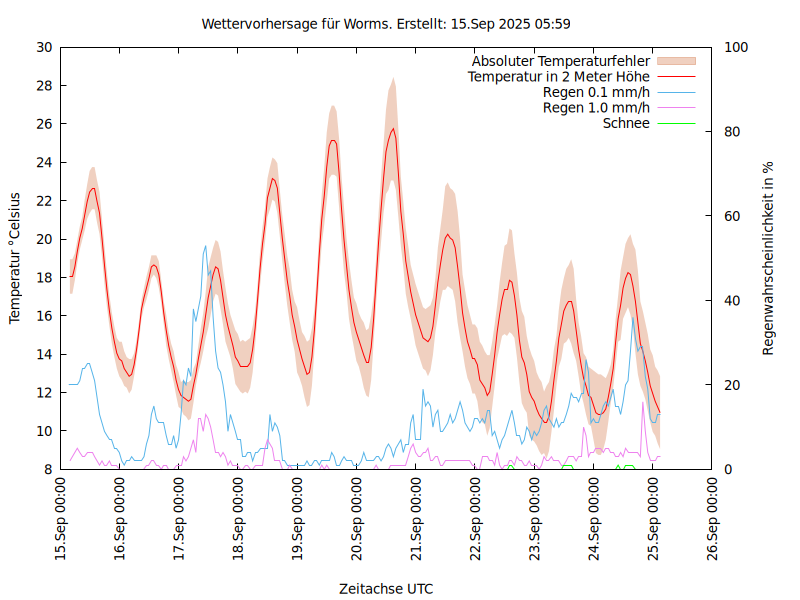 Wettervorhersage für Worms. Erstellt: 15.Sep 2025 05:59
Absoluter Temperaturfehler
Temperatur in 2 Meter Höhe
Regen 0.1 mm/h
Regen 1.0 mm/h
Schnee
Temperatur °Celsius
30
28
26
24
22
20
18
16
14
12
10
8
100
80
60
40
20
0
Regenwahrscheinlichkeit in %
15.Sep 00:00
16.Sep 00:00
17.Sep 00:00
18.Sep 00:00
19.Sep 00:00
20.Sep 00:00
21.Sep 00:00
22.Sep 00:00
23.Sep 00:00
24.Sep 00:00
25.Sep 00:00
26.Sep 00:00
Zeitachse UTC